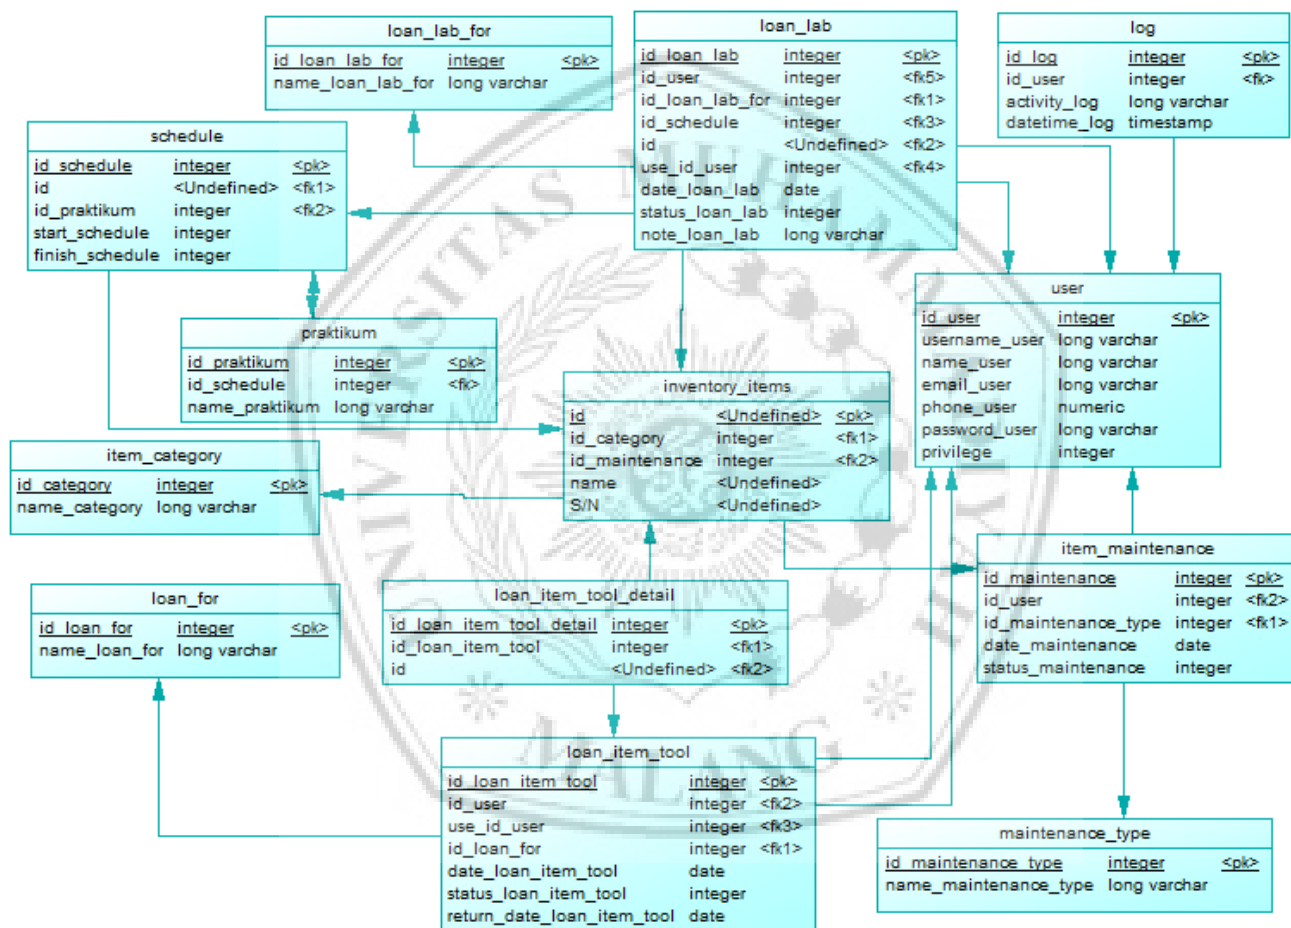 loan_lab_for
id_loan_lab_for integer <pk>
name_loan_lab_for long varchar
loan_lab
id_loan_lab integer <pk>
id_user integer <fk5>
id_loan_lab_for integer <fk1>
id_schedule integer <fk3>
id <Undefined> <fk2>
use_id_user integer <fk4>
date_loan_lab date
status_loan_lab integer
note_loan_lab long varchar
log
id_log integer <pk>
id_user integer <fk>
activity_log long varchar
datetime_log timestamp
schedule
id_schedule integer <pk>
id <Undefined> <fk1>
id_praktikum integer <fk2>
start_schedule integer
finish_schedule integer
praktikum
id_praktikum integer <pk>
id_schedule integer <fk>
name_praktikum long varchar
user
id_user integer <pk>
username_user long varchar
name_user long varchar
email_user long varchar
phone_user numeric
password_user long varchar
privilege integer
inventory_items
id <Undefined> <pk>
id_category integer <fk1>
id_maintenance integer <fk2>
name <Undefined>
S/N <Undefined>
item_category
id_category integer <pk>
name_category long varchar
item_maintenance
id_maintenance integer <pk>
id_user integer <fk2>
id_maintenance_type integer <fk1>
date_maintenance date
status_maintenance integer
loan_for
id_loan_for integer <pk>
name_loan_for long varchar
loan_item_tool_detail
id_loan_item_tool_detail integer <pk>
id_loan_item_tool integer <fk1>
id <Undefined> <fk2>
loan_item_tool
id_loan_item_tool integer <pk>
id_user integer <fk2>
use_id_user integer <fk3>
id_loan_for integer <fk1>
date_loan_item_tool date
status_loan_item_tool integer
return_date_loan_item_tool date
maintenance_type
id_maintenance_type integer <pk>
name_maintenance_type long varchar
UNIVERSITAS MUHAMMADIYAH
MALANG